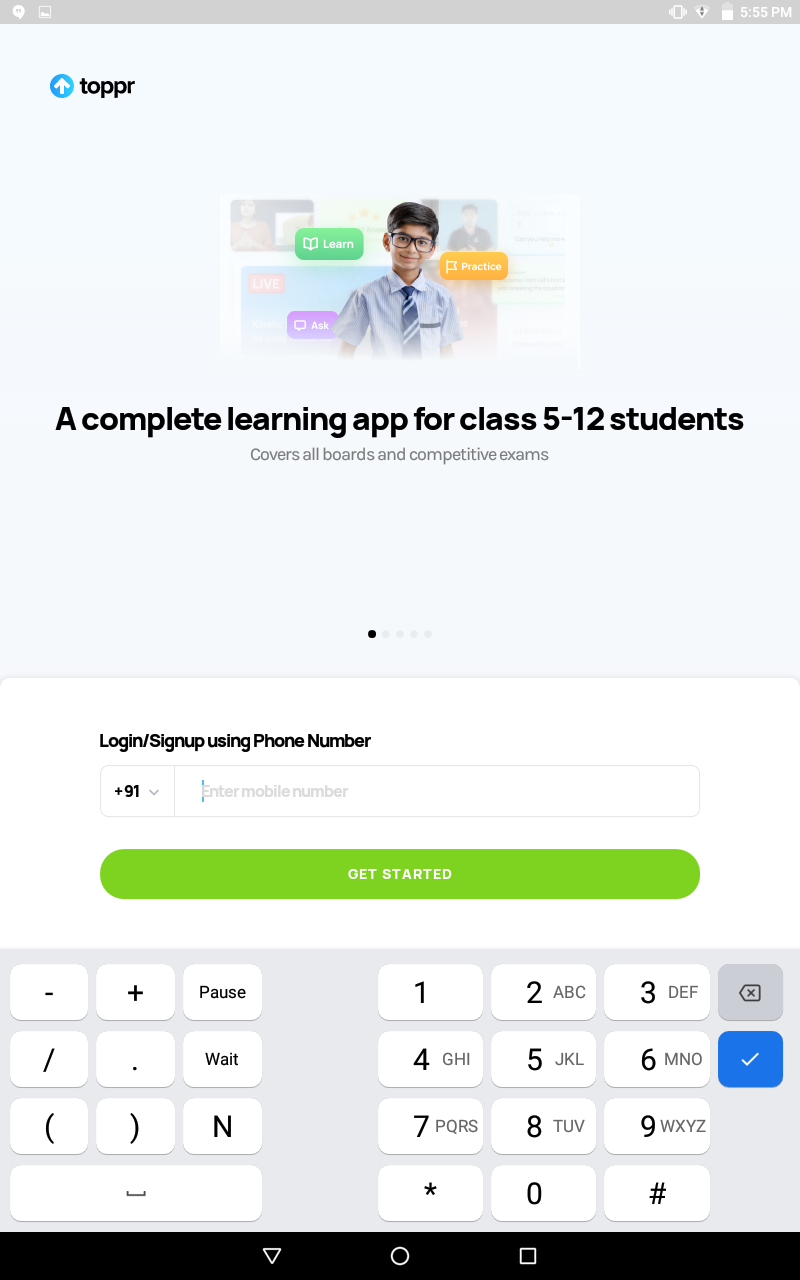 5:55 PM
toppr
Learn
Practice
LIVE
Ask
A complete learning app for class 5-12 students
Covers all boards and competitive exams
Login/Signup using Phone Number
+91 Enter mobile number
GET STARTED
- + Pause 1 2 ABC 3 DEF
/ . Wait 4 GHI 5 JKL 6 MNO
( ) N 7 PQRS 8 TUV 9 WXYZ
* 0 #